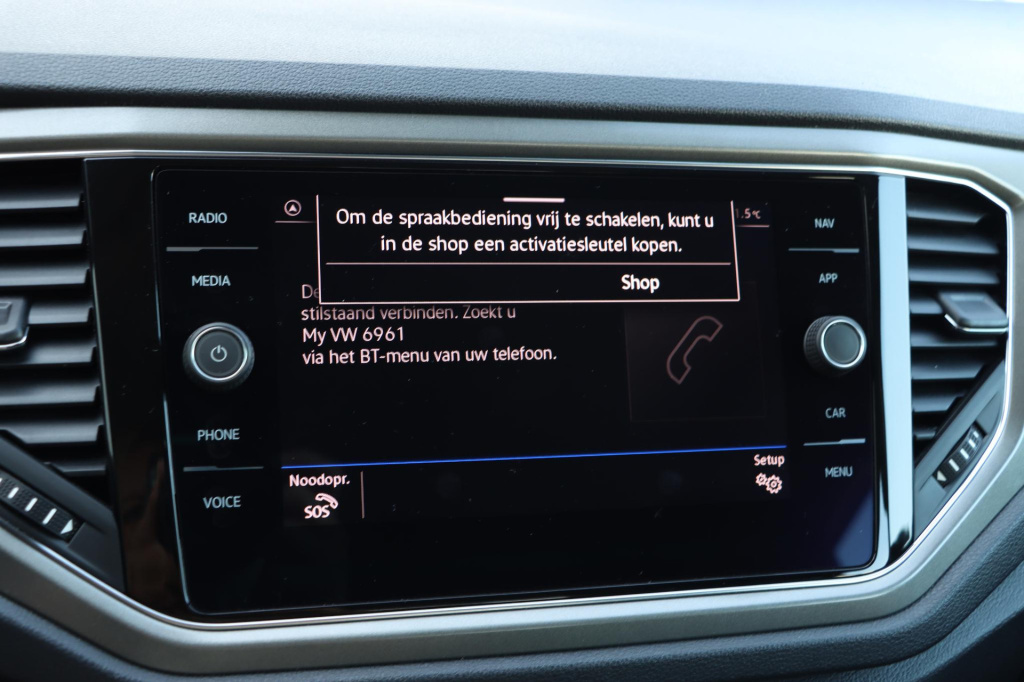 RADIO
MEDIA
PHONE
VOICE
Om de spraakbediening vrij te schakelen, kunt u
in de shop een activatiesleutel kopen.
Shop
1,5°C
stilstaand verbinden. Zoekt u
My VW 6961
via het BT-menu van uw telefoon.
Noodopr.
SOS
Setup
NAV
APP
CAR
MENU